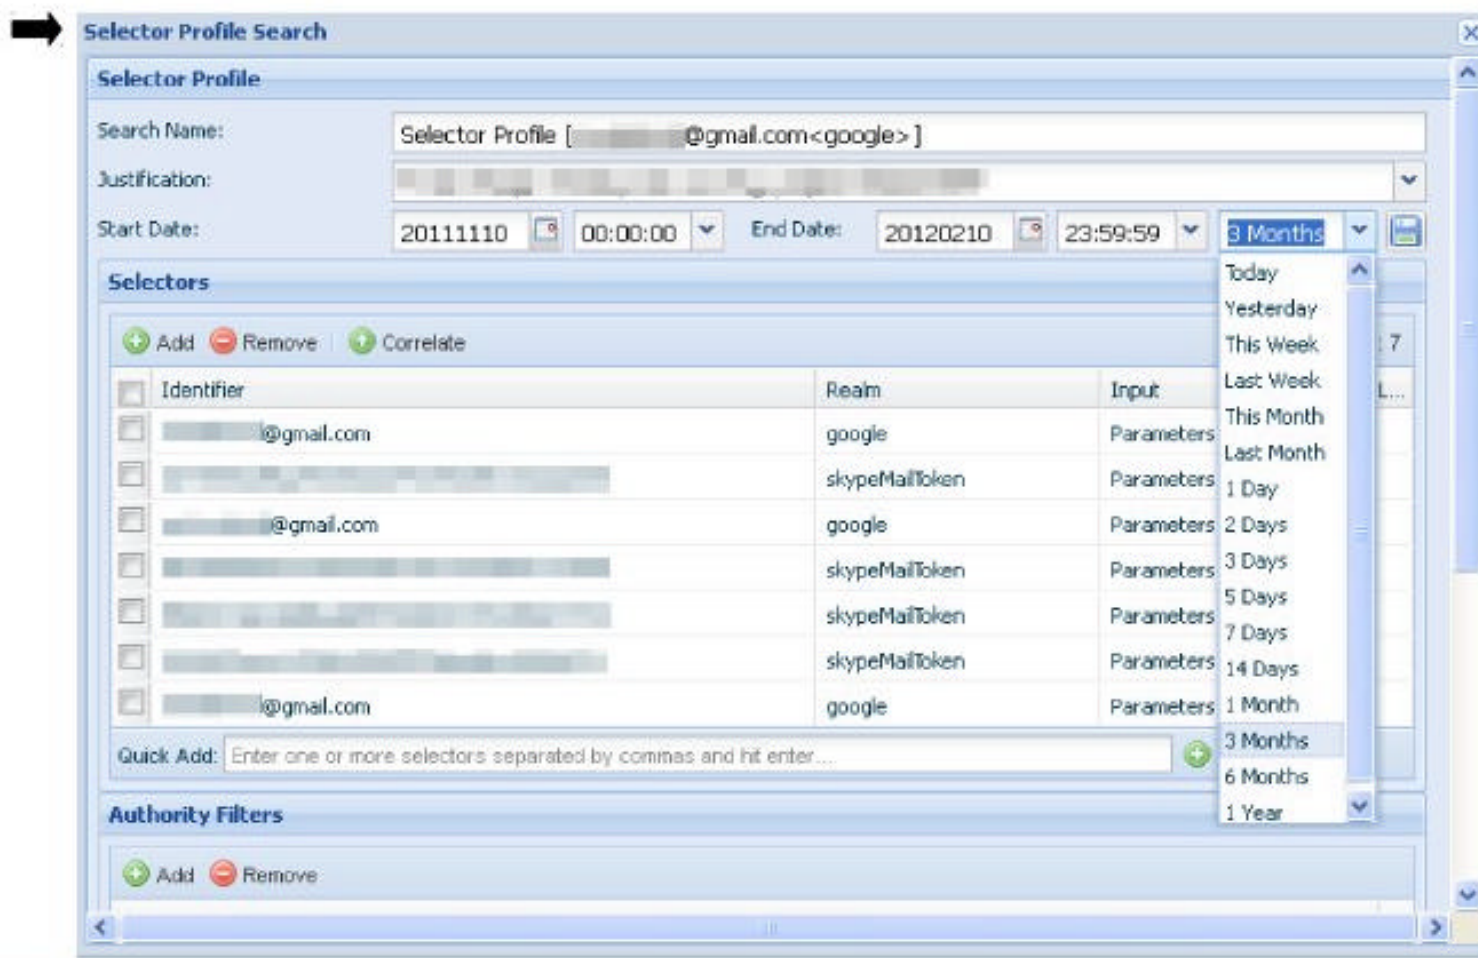 Selector Profile Search
Selector Profile
Search Name: Selector Profile [ @gmail.com<google>]
Justification:
Start Date: 20111110 00:00:00 End Date: 20120210 23:59:59 3 Months
Selectors
Add Remove Correlate : 7
Identifier Realm Input L...
@gmail.com google Parameters
skypeMailToken Parameters
@gmail.com google Parameters
skypeMailToken Parameters
skypeMailToken Parameters
skypeMailToken Parameters
@gmail.com google Parameters
Quick Add: Enter one or more selectors separated by commas and hit enter...
Today
Yesterday
This Week
Last Week
This Month
Last Month
1 Day
2 Days
3 Days
5 Days
7 Days
14 Days
1 Month
3 Months
6 Months
1 Year
Authority Filters
Add Remove